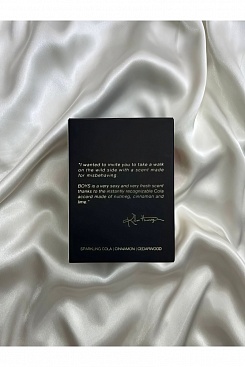 "I wanted to invite you to take a walk
on the wild side with a scent made
for misbehaving
BOYS is a very sexy and very fresh scent
thanks to the instantly recognizable Cola
accord made of nutmeg, cinnamon and
lime."
SPARKLING COLA | CINNAMON | CEDARWOOD